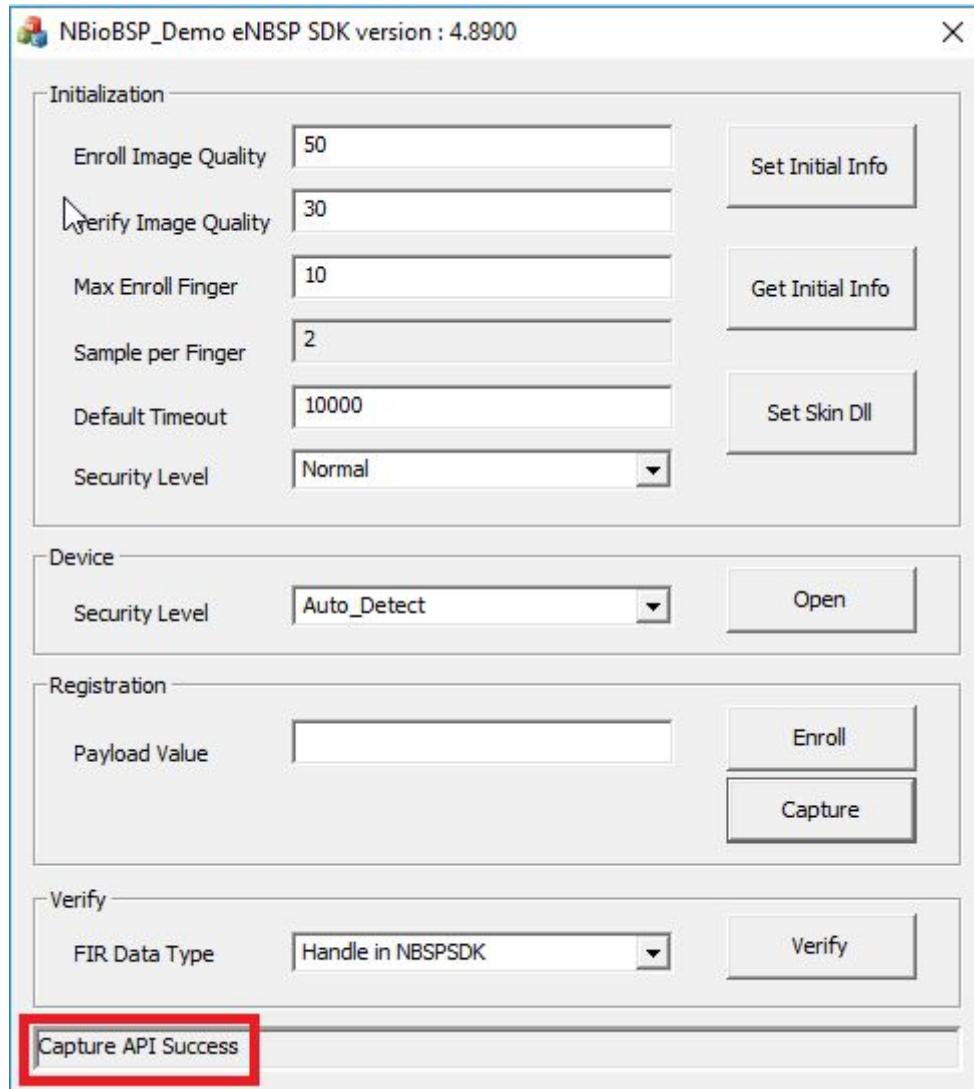 NBioBSP_Demo eNBSP SDK version : 4.8900
Initialization
Enroll Image Quality 50 Set Initial Info
Verify Image Quality 30
Max Enroll Finger 10 Get Initial Info
Sample per Finger 2
Default Timeout 10000 Set Skin Dll
Security Level Normal
Device
Security Level Auto_Detect Open
Registration
Payload Value Enroll
Capture
Verify
FIR Data Type Handle in NBSPSDK Verify
Capture API Success